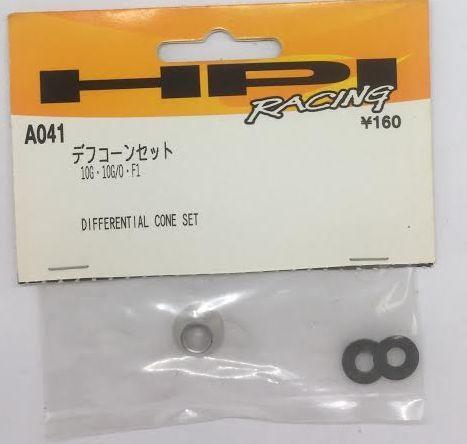 HPI
RACING
¥160
A041
デフコーンセット
10G・10G/O・F1
DIFFERENTIAL CONE SET